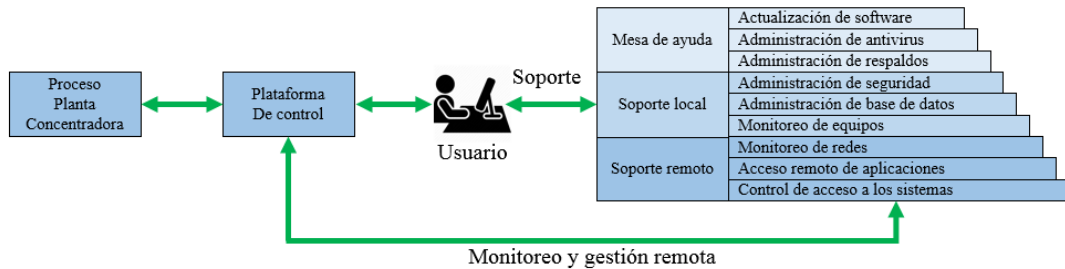 Proceso
Planta
Concentradora
Plataforma
De control
Usuario
Soporte
Mesa de ayuda
Actualización de software
Administración de antivirus
Administración de respaldos
Soporte local
Administración de seguridad
Administración de base de datos
Monitoreo de equipos
Soporte remoto
Monitoreo de redes
Acceso remoto de aplicaciones
Control de acceso a los sistemas
Monitoreo y gestión remota